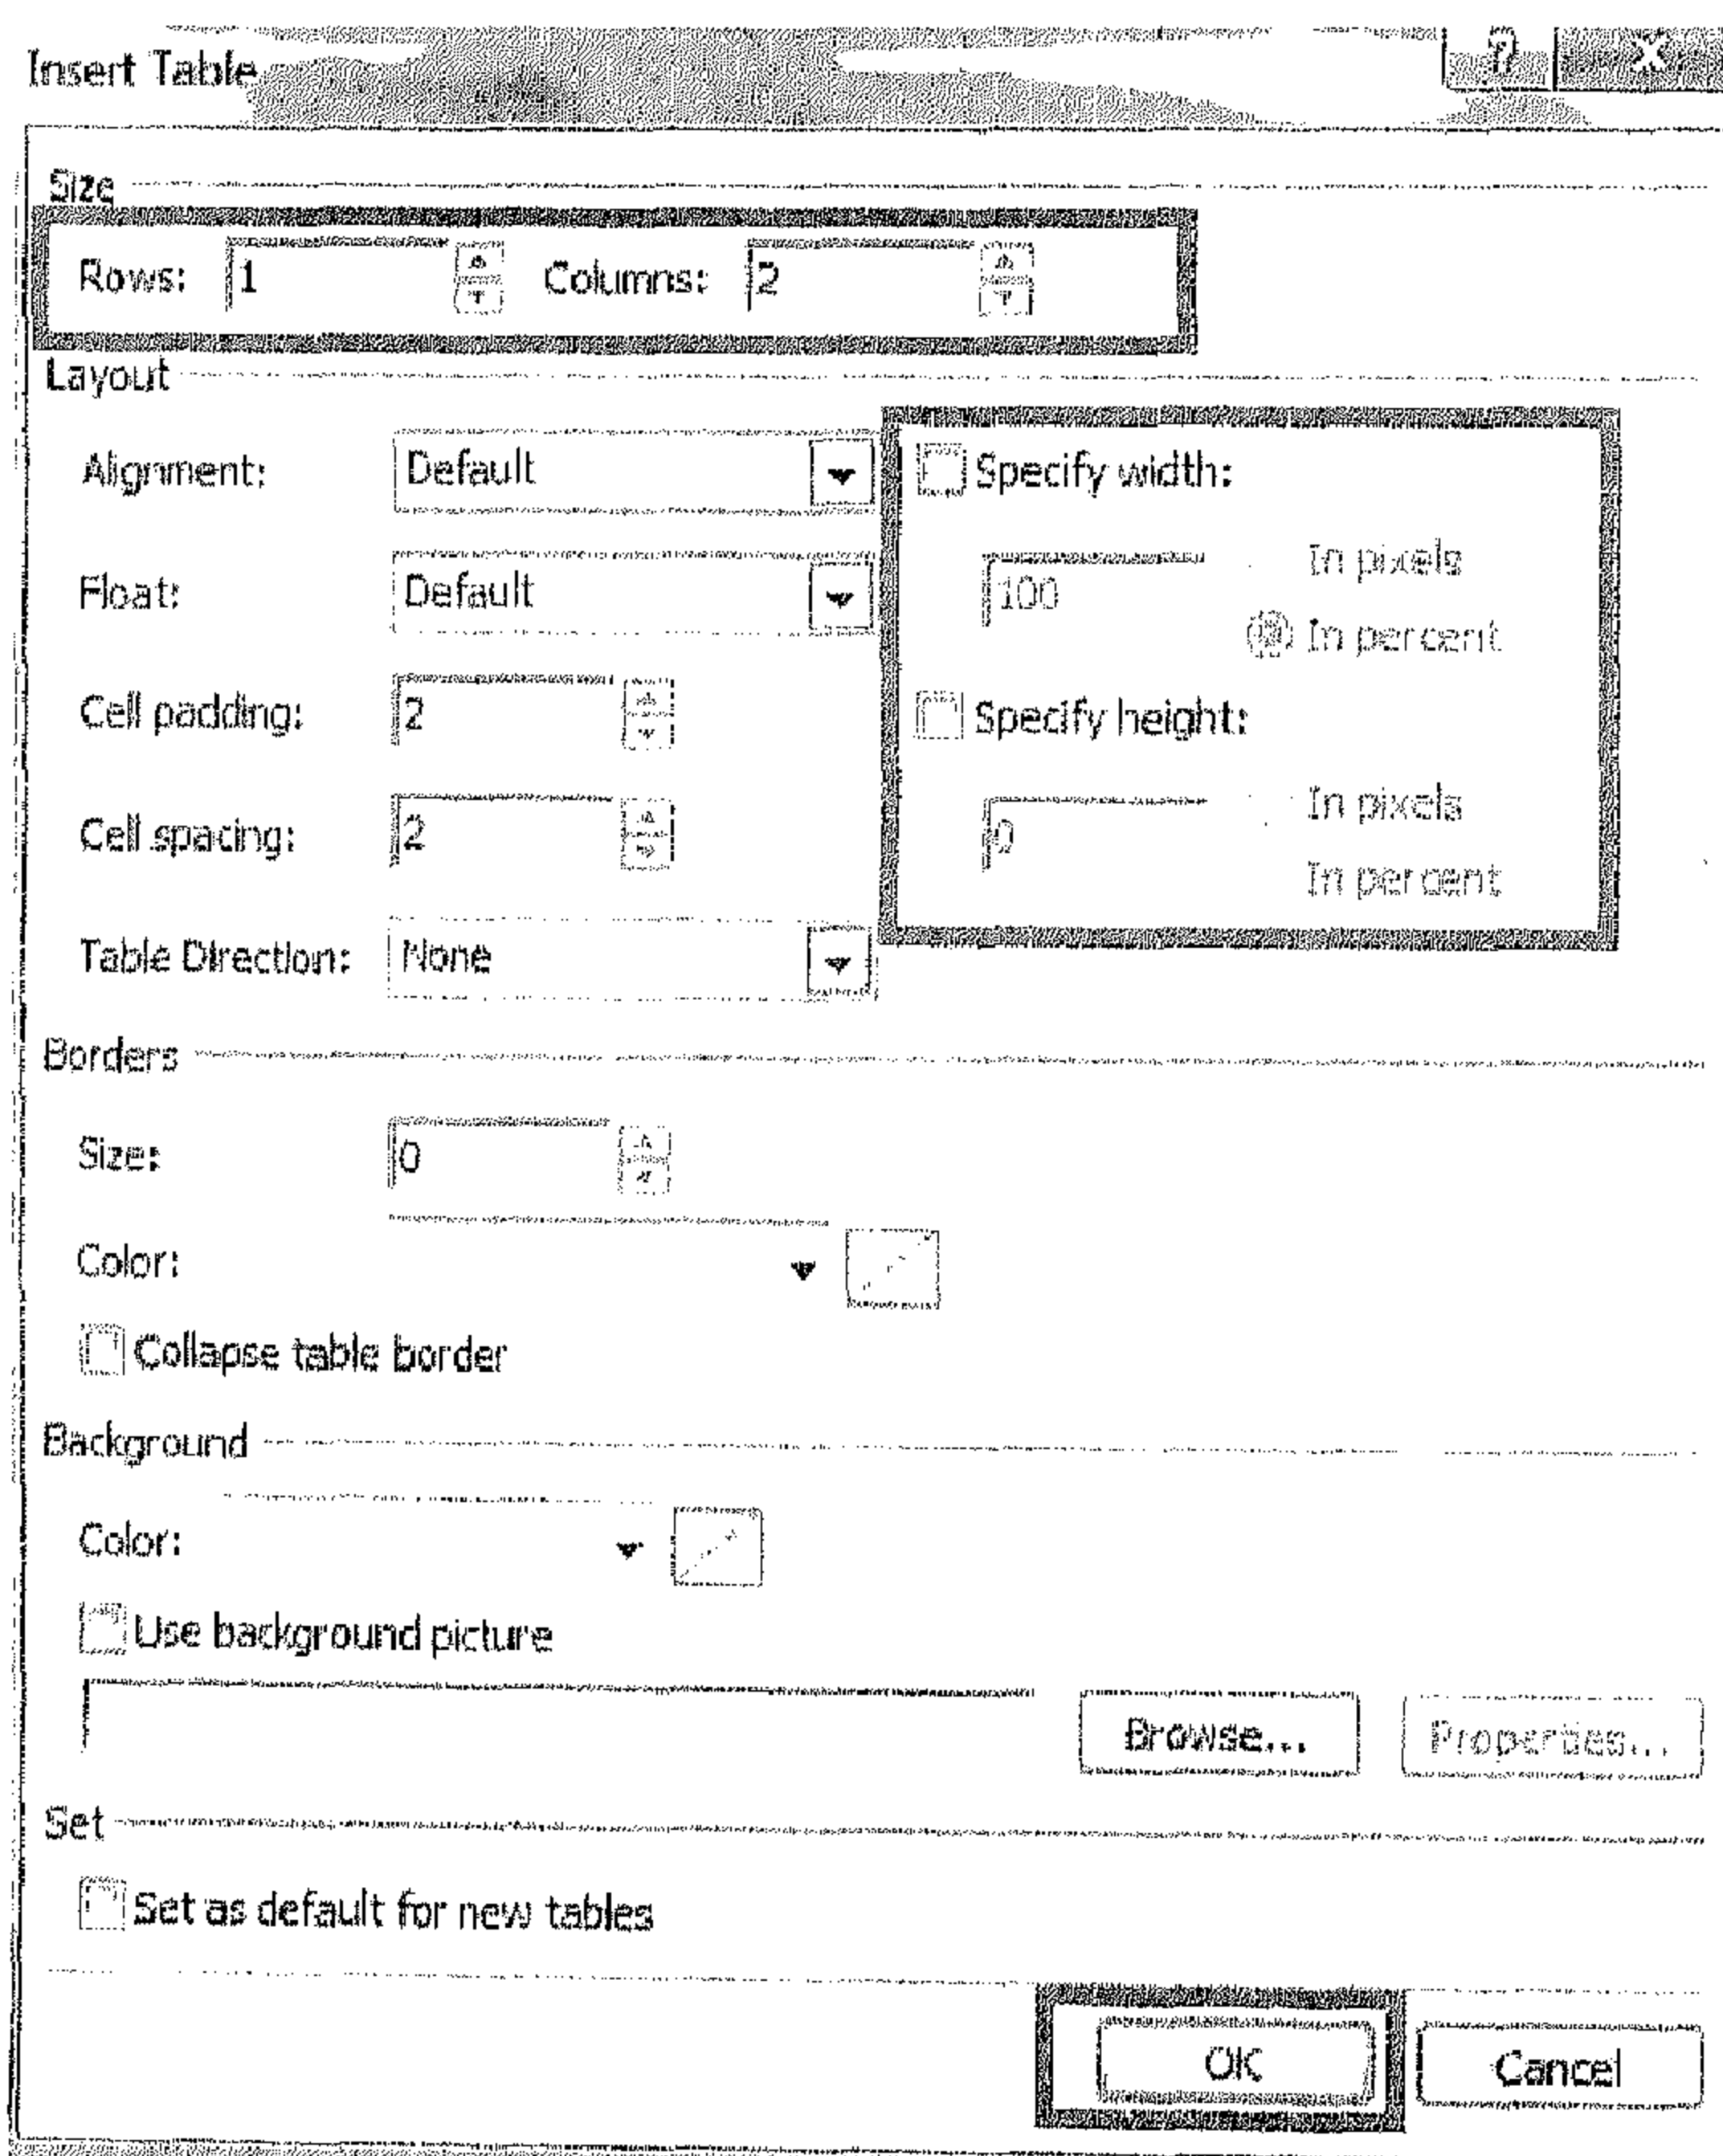 Insert Table ? X
Size
Rows: 1 Columns: 2
Layout
Alignment: Default Specify width:
Float: Default 100 In pixels
In percent
Cell padding: 2 Specify height:
Cell spacing: 2 0 In pixels
In percent
Table Direction: None
Borders
Size: 0
Color:
Collapse table border
Background
Color:
Use background picture
Browse... Properties...
Set
Set as default for new tables
OK Cancel